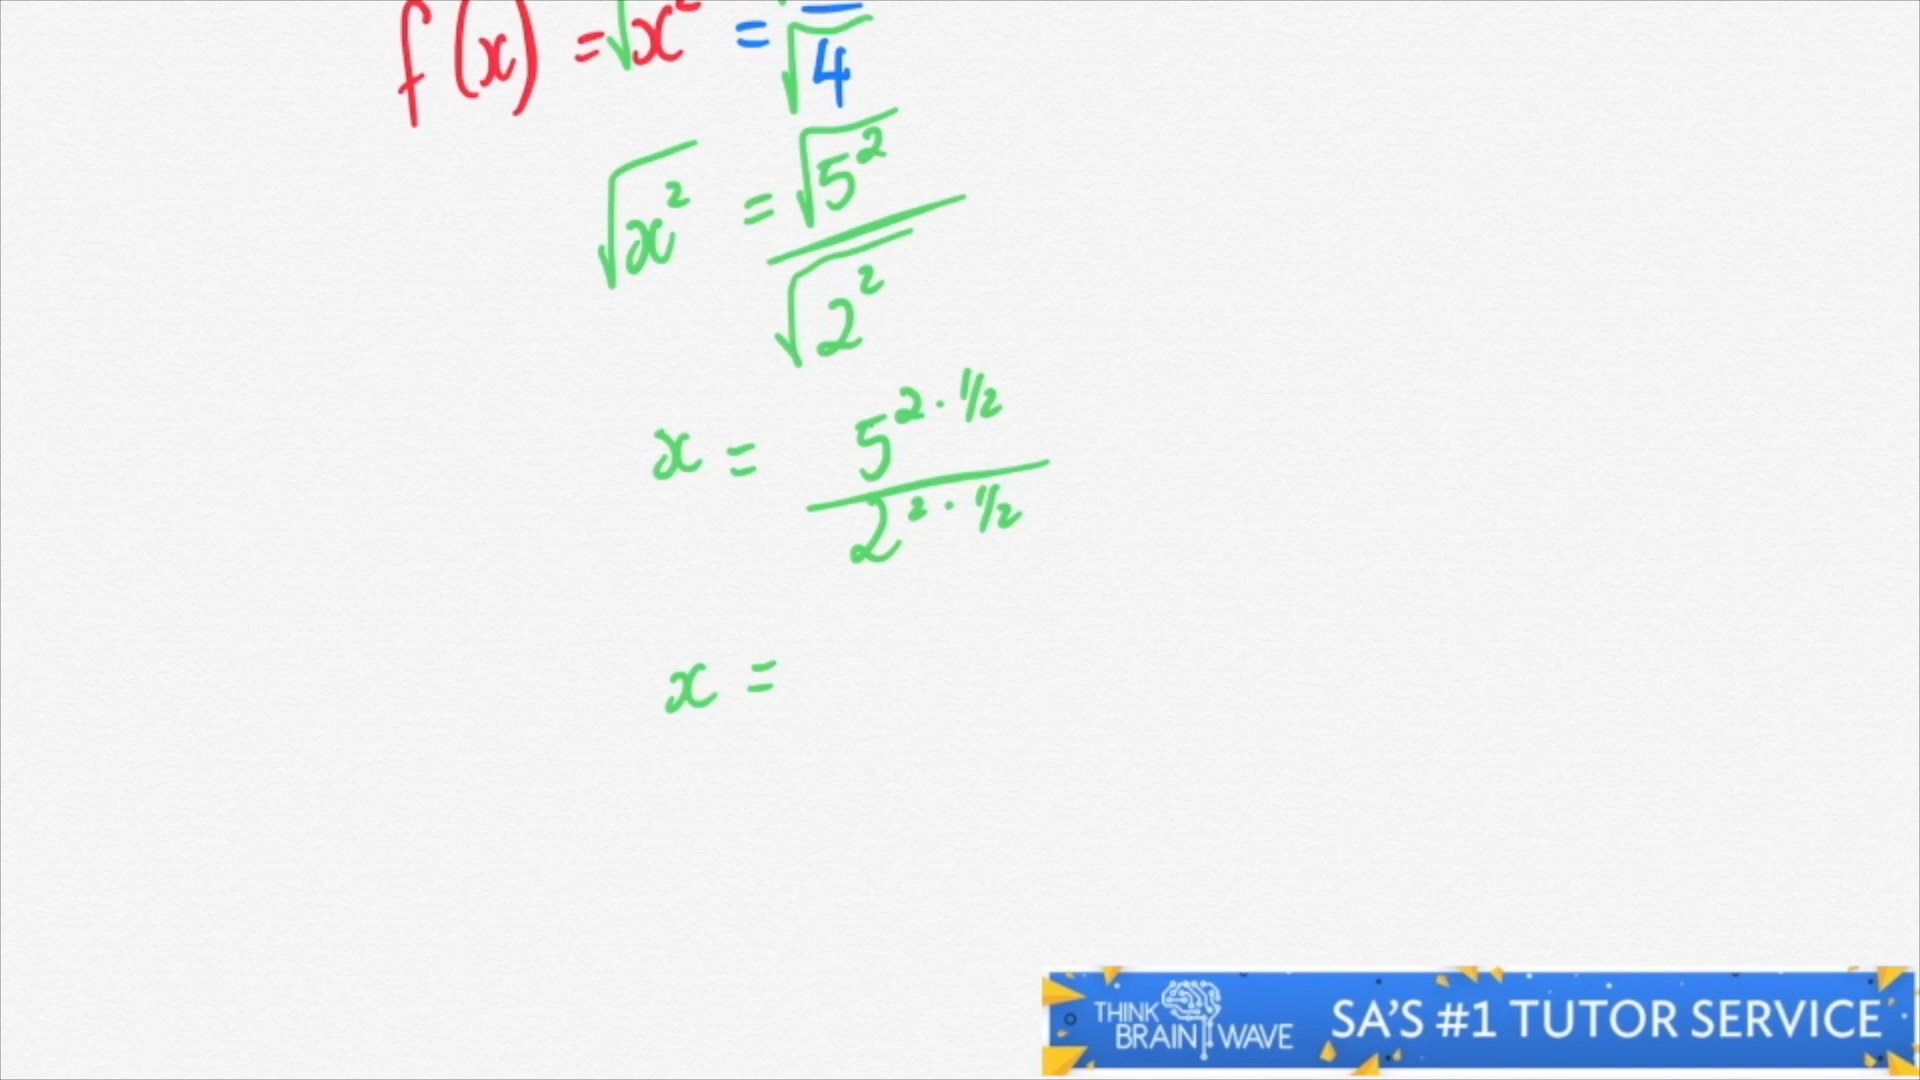 f(x) = √x² = ─/√4
√x² = √5²/√2²
x = 5^(2·1/2)/2^(2·1/2)
x =
THINK BRAIN WAVE
SA'S #1 TUTOR SERVICE